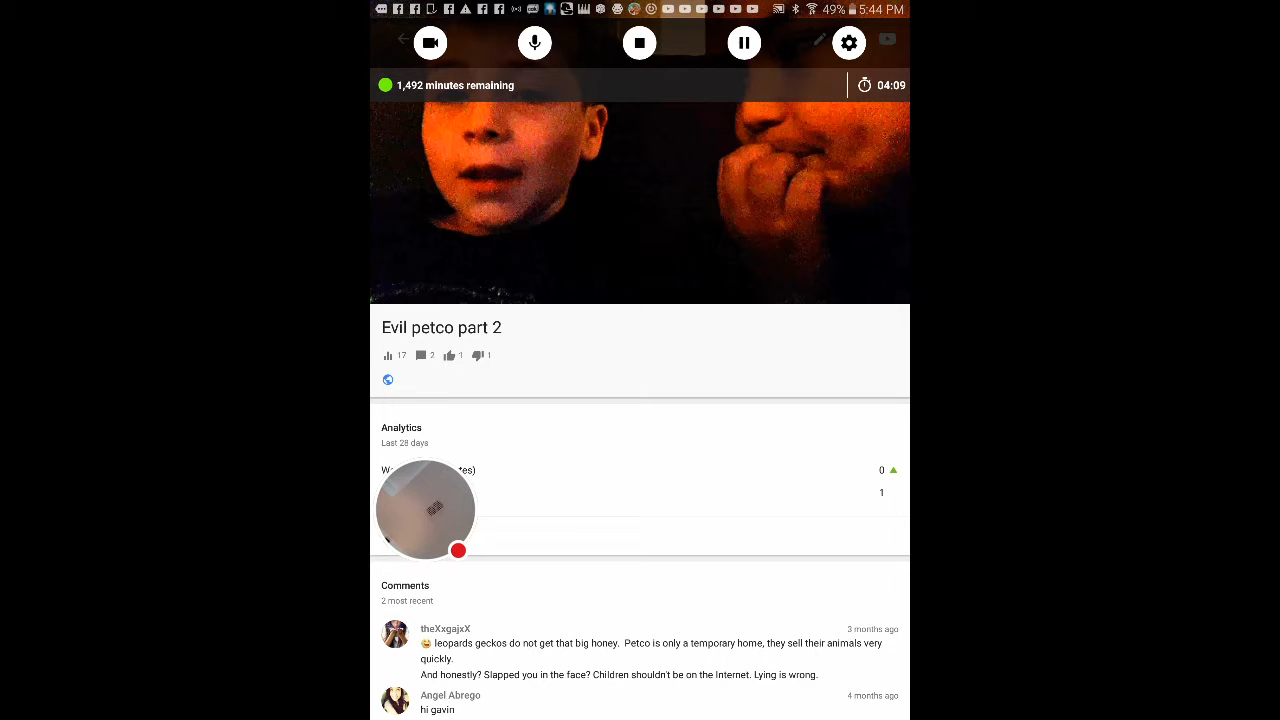 49% 5:44 PM
1,492 minutes remaining 04:09
Evil petco part 2
17 2 1 1
Analytics
Last 28 days
tes) 0
1
Comments
2 most recent
theXxgajxX 3 months ago
😄 leopards geckos do not get that big honey. Petco is only a temporary home, they sell their animals very
quickly.
And honestly? Slapped you in the face? Children shouldn't be on the Internet. Lying is wrong.
Angel Abrego 4 months ago
hi gavin